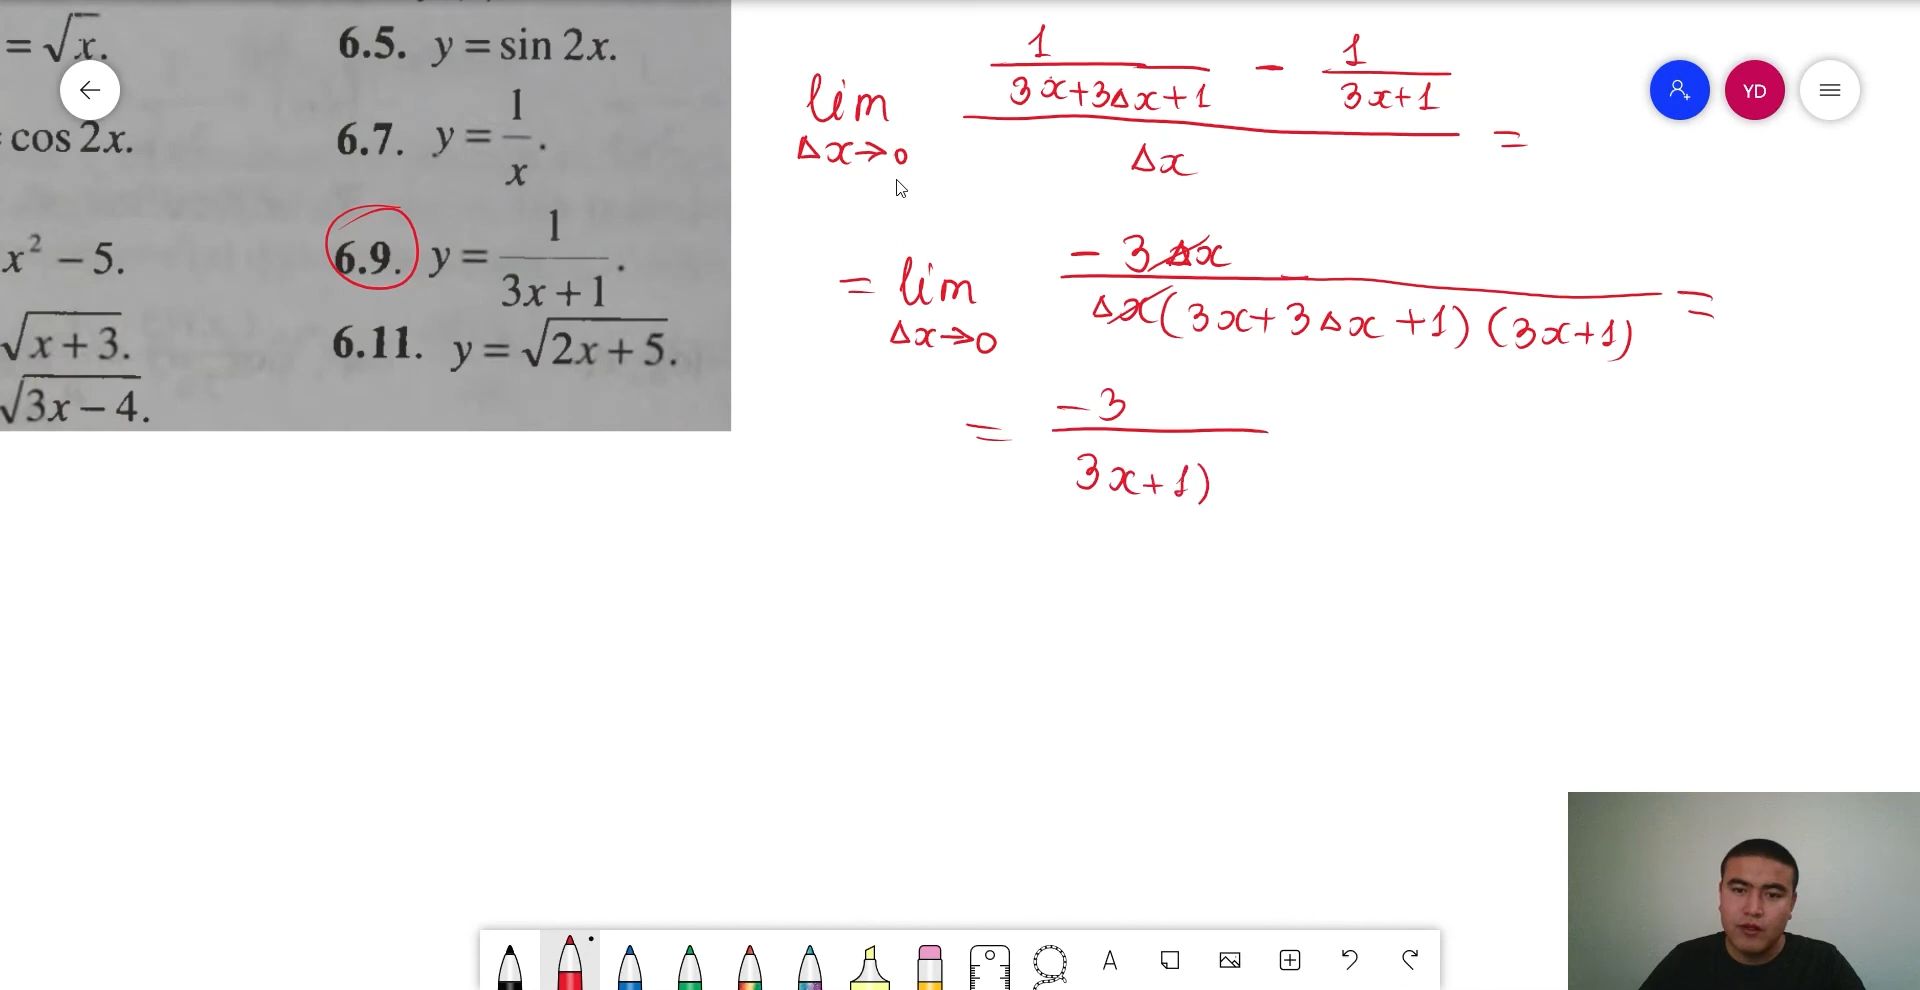 = √x.
6.5. y = sin 2x.
cos 2x.
6.7. y = 1/x.
x² − 5.
6.9. y = 1/(3x + 1).
√(x + 3).
6.11. y = √(2x + 5).
√(3x − 4).
lim Δx→0 (1/(3x+3Δx+1) − 1/(3x+1))/Δx =
= lim Δx→0 −3Δx/(Δx(3x+3Δx+1)(3x+1)) =
= −3/3x+1)
YD
A